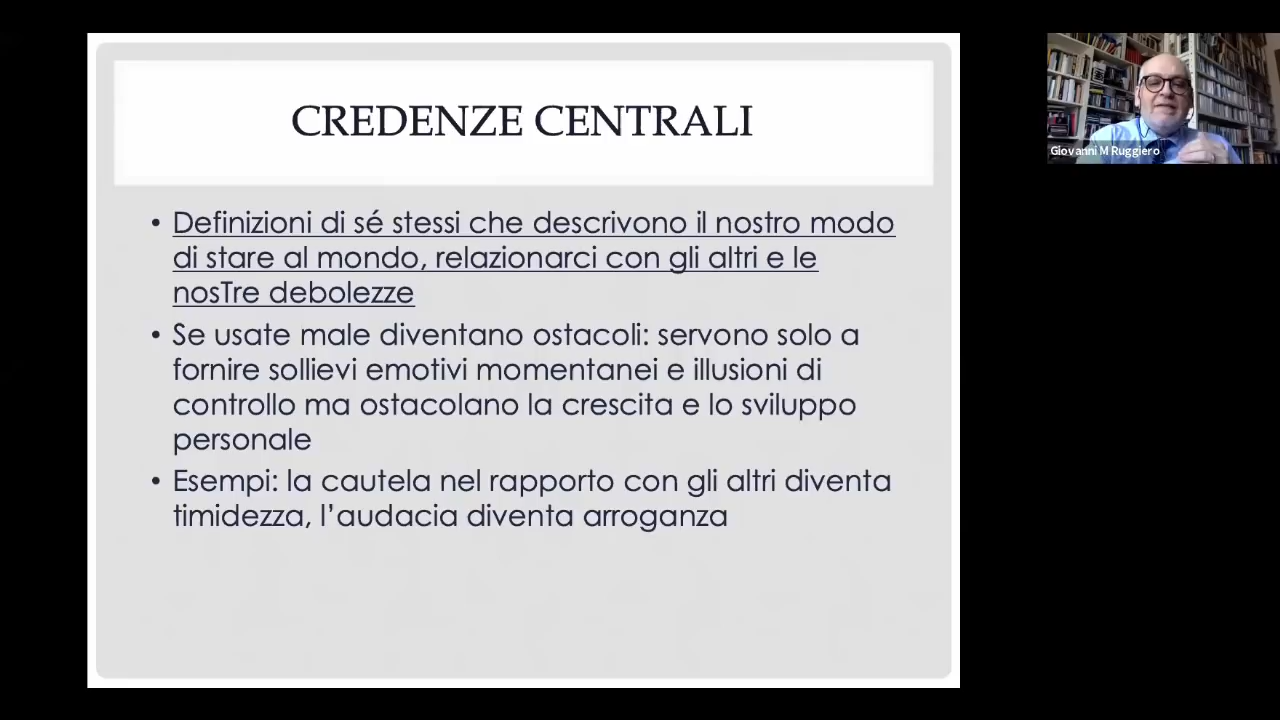 CREDENZE CENTRALI
• Definizioni di sé stessi che descrivono il nostro modo
di stare al mondo, relazionarci con gli altri e le
nosTre debolezze
• Se usate male diventano ostacoli: servono solo a
fornire sollievi emotivi momentanei e illusioni di
controllo ma ostacolano la crescita e lo sviluppo
personale
• Esempi: la cautela nel rapporto con gli altri diventa
timidezza, l’audacia diventa arroganza
Giovanni M Ruggiero